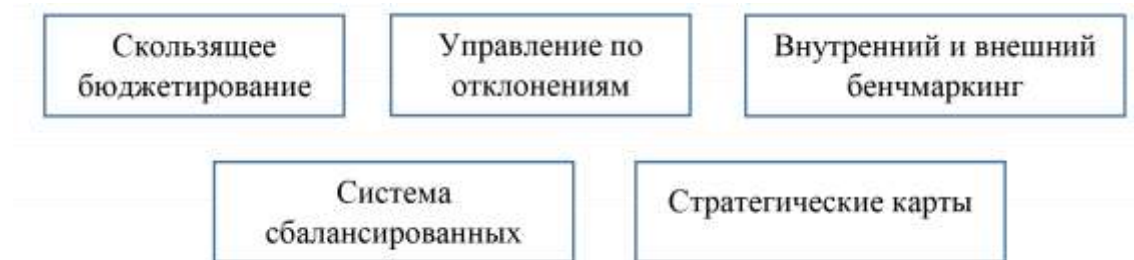 Скользящее
бюджетирование
Управление по
отклонениям
Внутренний и внешний
бенчмаркинг
Система
сбалансированных
Стратегические карты